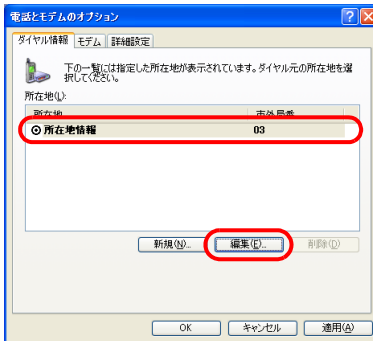 電話とモデムのオプション
ダイヤル情報 モデム 詳細設定
下の一覧には指定した所在地が表示されています。ダイヤル元の所在地を選
択してください。
所在地(L):
所在地 市外局番
所在地情報 03
新規(N)... 編集(E)... 削除(D)
OK キャンセル 適用(A)